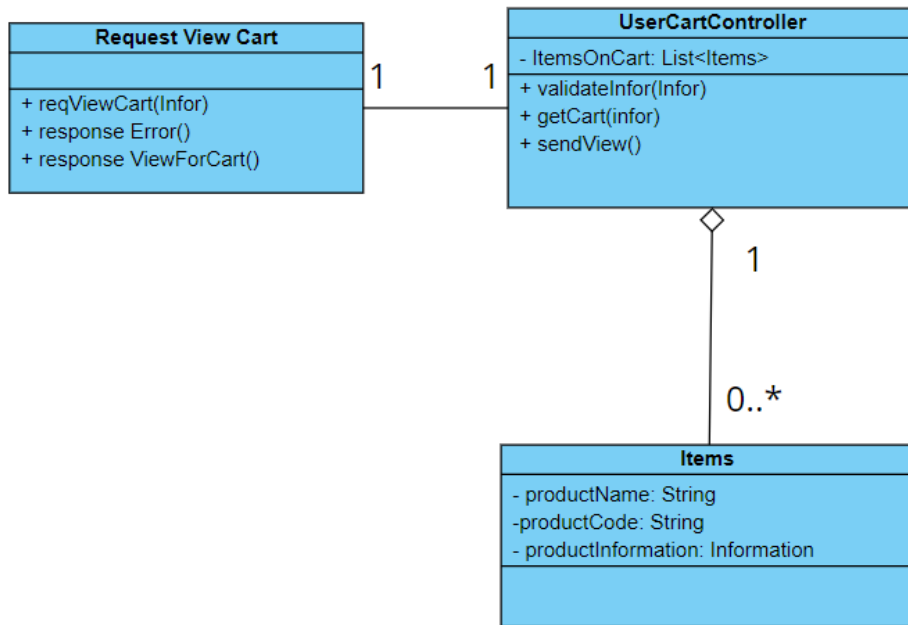 Request View Cart
+ reqViewCart(Infor)
+ response Error()
+ response ViewForCart()
1
1
UserCartController
- ItemsOnCart: List<Items>
+ validateInfor(Infor)
+ getCart(infor)
+ sendView()
1
0..*
Items
- productName: String
-productCode: String
- productInformation: Information